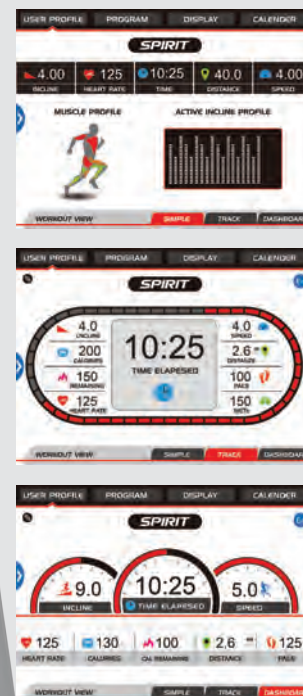 USER PROFILE PROGRAM DISPLAY CALENDER
SPIRIT
4.00 125 10:25 40.0 4.00
INCLINE HEART RATE TIME DISTANCE SPEED
MUSCLE PROFILE ACTIVE INCLINE PROFILE
WORKOUT VIEW SIMPLE TRACK DASHBOAR
USER PROFILE PROGRAM DISPLAY CALENDER
SPIRIT
4.0 4.0
INCLINE SPEED
200 10:25 2.6
CALORIES DISTANCE
TIME ELAPESED
150 100
REMAINING PACE
125 150
HEART RATE METs
WORKOUT VIEW SIMPLE TRACK DASHBOAR
USER PROFILE PROGRAM DISPLAY CALENDER
SPIRIT
9.0 10:25 5.0
INCLINE TIME ELAPESED SPEED
125 130 100 2.6 125
HEART RATE CALORIES CAL REMAINING DISTANCE PACE
WORKOUT VIEW SIMPLE TRACK DASHBOAR